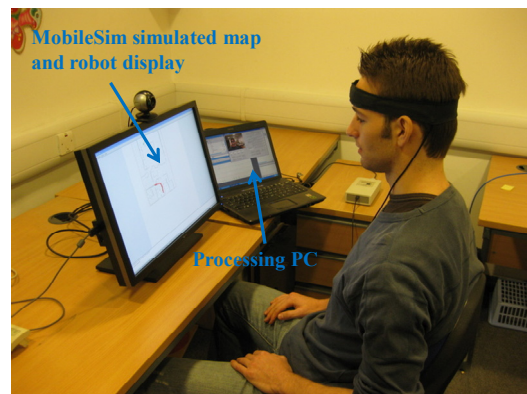 MobileSim simulated map
and robot display
Processing PC